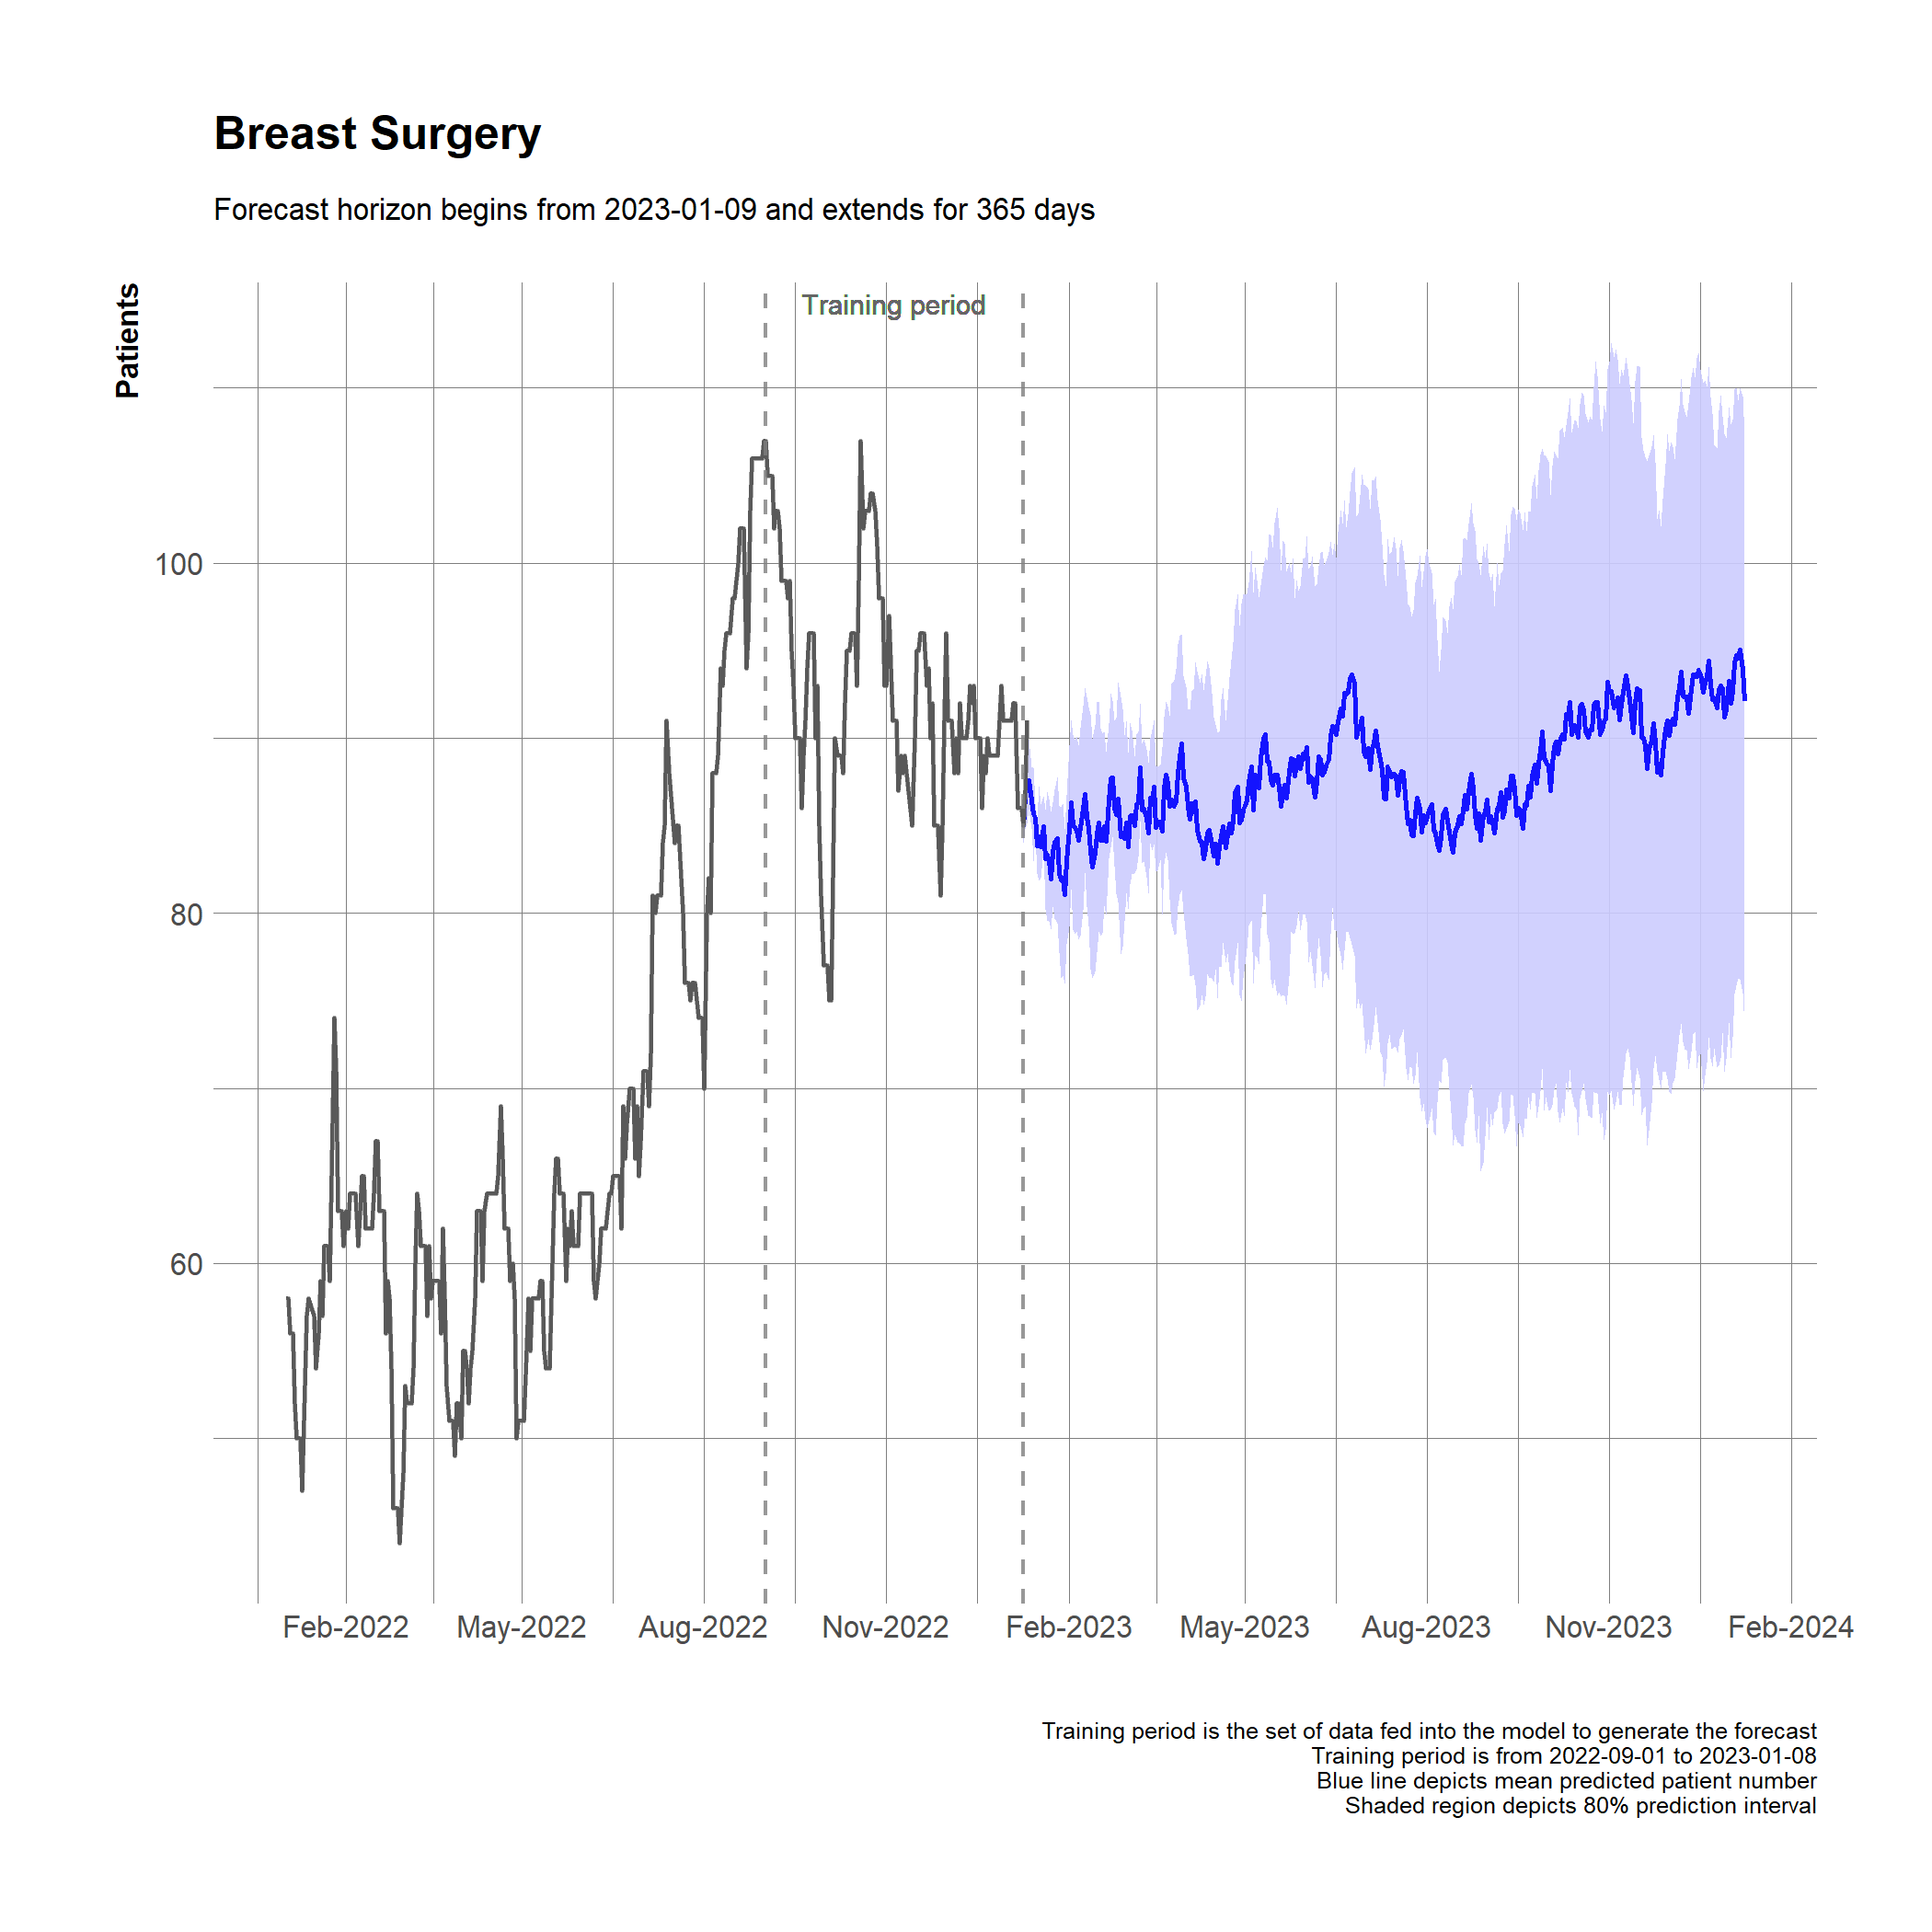 Breast Surgery
Forecast horizon begins from 2023-01-09 and extends for 365 days
Patients
Training period
100
80
60
Feb-2022 May-2022 Aug-2022 Nov-2022 Feb-2023 May-2023 Aug-2023 Nov-2023 Feb-2024
Training period is the set of data fed into the model to generate the forecast
Training period is from 2022-09-01 to 2023-01-08
Blue line depicts mean predicted patient number
Shaded region depicts 80% prediction interval